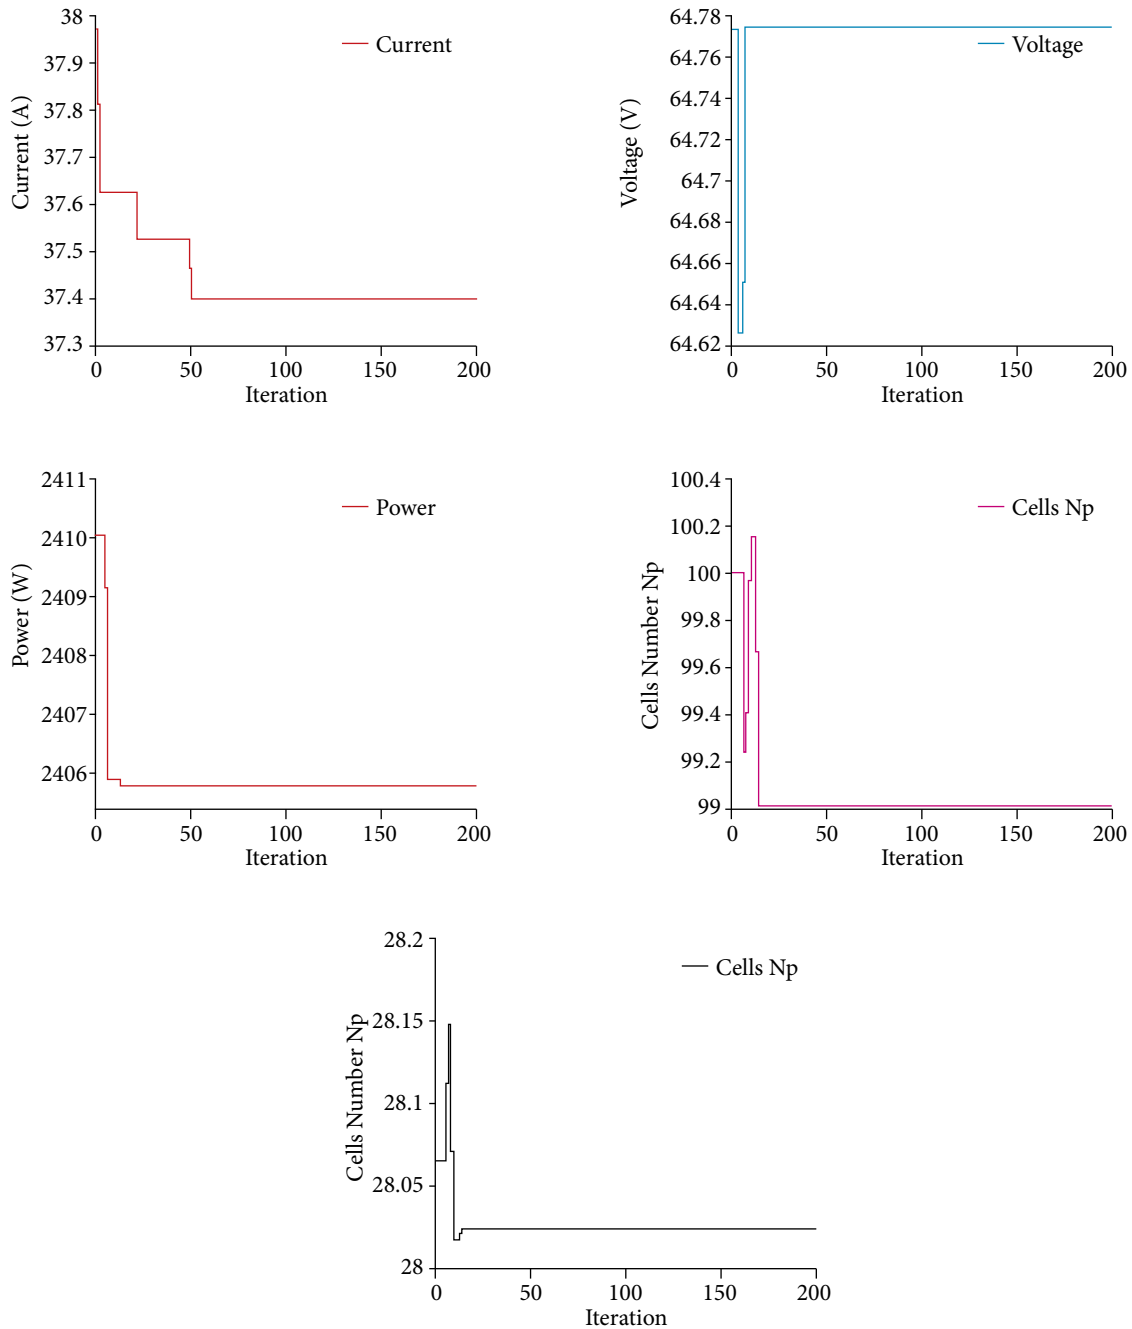 38
37.9
37.8
37.7
37.6
37.5
37.4
37.3
Current (A)
0 50 100 150 200
Iteration
Current
64.78
64.76
64.74
64.72
64.7
64.68
64.66
64.64
64.62
Voltage (V)
0 50 100 150 200
Iteration
Voltage
2411
2410
2409
2408
2407
2406
Power (W)
0 50 100 150 200
Iteration
Power
100.4
100.2
100
99.8
99.6
99.4
99.2
99
Cells Number Np
0 50 100 150 200
Iteration
Cells Np
28.2
28.15
28.1
28.05
28
Cells Number Np
0 50 100 150 200
Iteration
Cells Np